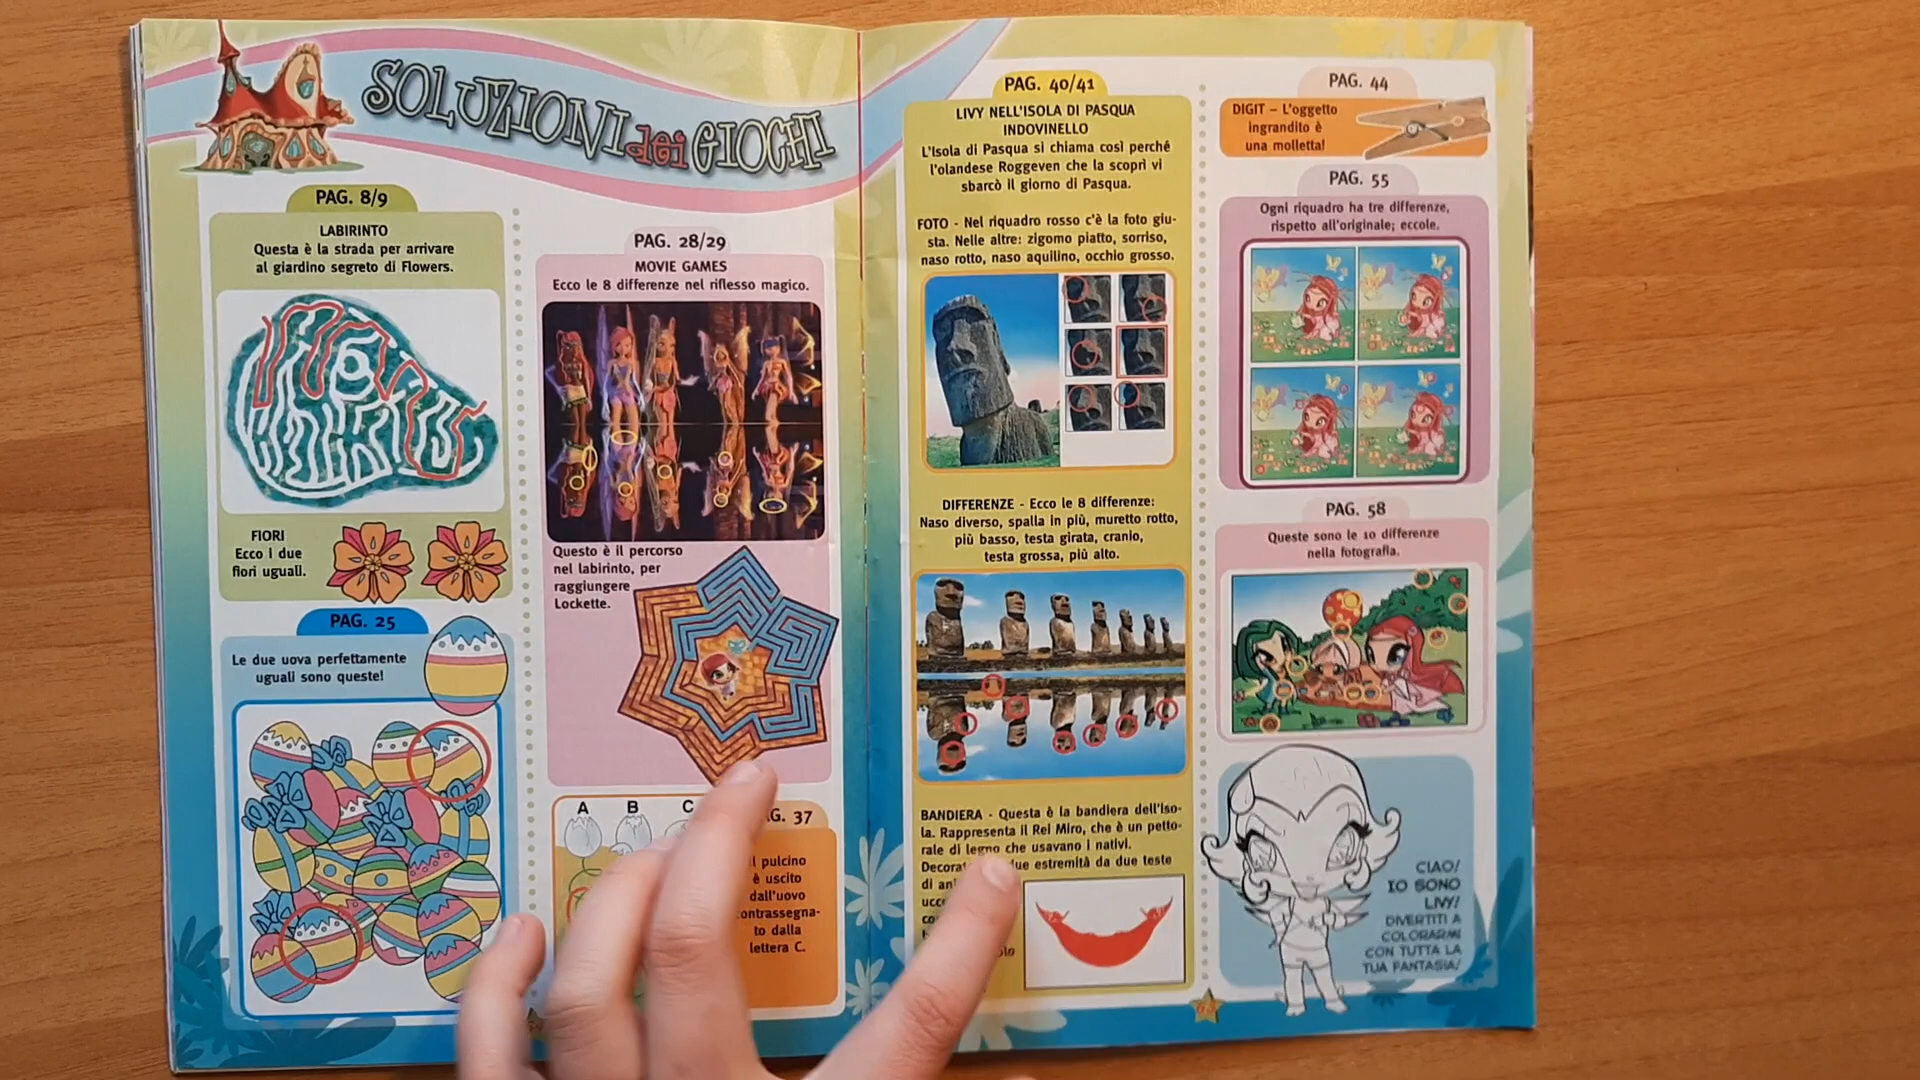 SOLUZIONI dei GIOCHI
PAG. 8/9
LABIRINTO
Questa è la strada per arrivare
al giardino segreto di Flowers.
FIORI
Ecco i due
fiori uguali.
PAG. 25
Le due uova perfettamente
uguali sono queste!
PAG. 28/29
MOVIE GAMES
Ecco le 8 differenze nel riflesso magico.
Questo è il percorso
nel labirinto, per
raggiungere
Lockette.
A B C
37
pulcino
è uscito
dall'uovo
to dalla
lettera C.
PAG. 40/41
LIVY NELL'ISOLA DI PASQUA
INDOVINELLO
L'Isola di Pasqua si chiama così perché
l'olandese Roggeven che la scoprì vi
sbarcò il giorno di Pasqua.
FOTO - Nel riquadro rosso c'è la foto giu-
sta. Nelle altre: zigomo piatto, sorriso,
naso rotto, naso aquilino, occhio grosso.
DIFFERENZE - Ecco le 8 differenze:
Naso diverso, spalla in più, muretto rotto,
più basso, testa girata, cranio,
testa grossa, più alto.
BANDIERA - Questa è la bandiera dell'Iso-
la. Rappresenta il Rei Miro, che è un petto-
rale di legno che usavano i nativi.
estremità da due teste
di
PAG. 44
DIGIT – L'oggetto
ingrandito è
una molletta!
PAG. 55
Ogni riquadro ha tre differenze,
rispetto all'originale; eccole.
PAG. 58
Queste sono le 10 differenze
nella fotografia.
CIAO!
IO SONO
LIVY!
DIVERTITI A
COLORARMI
CON TUTTA LA
TUA FANTASIA!